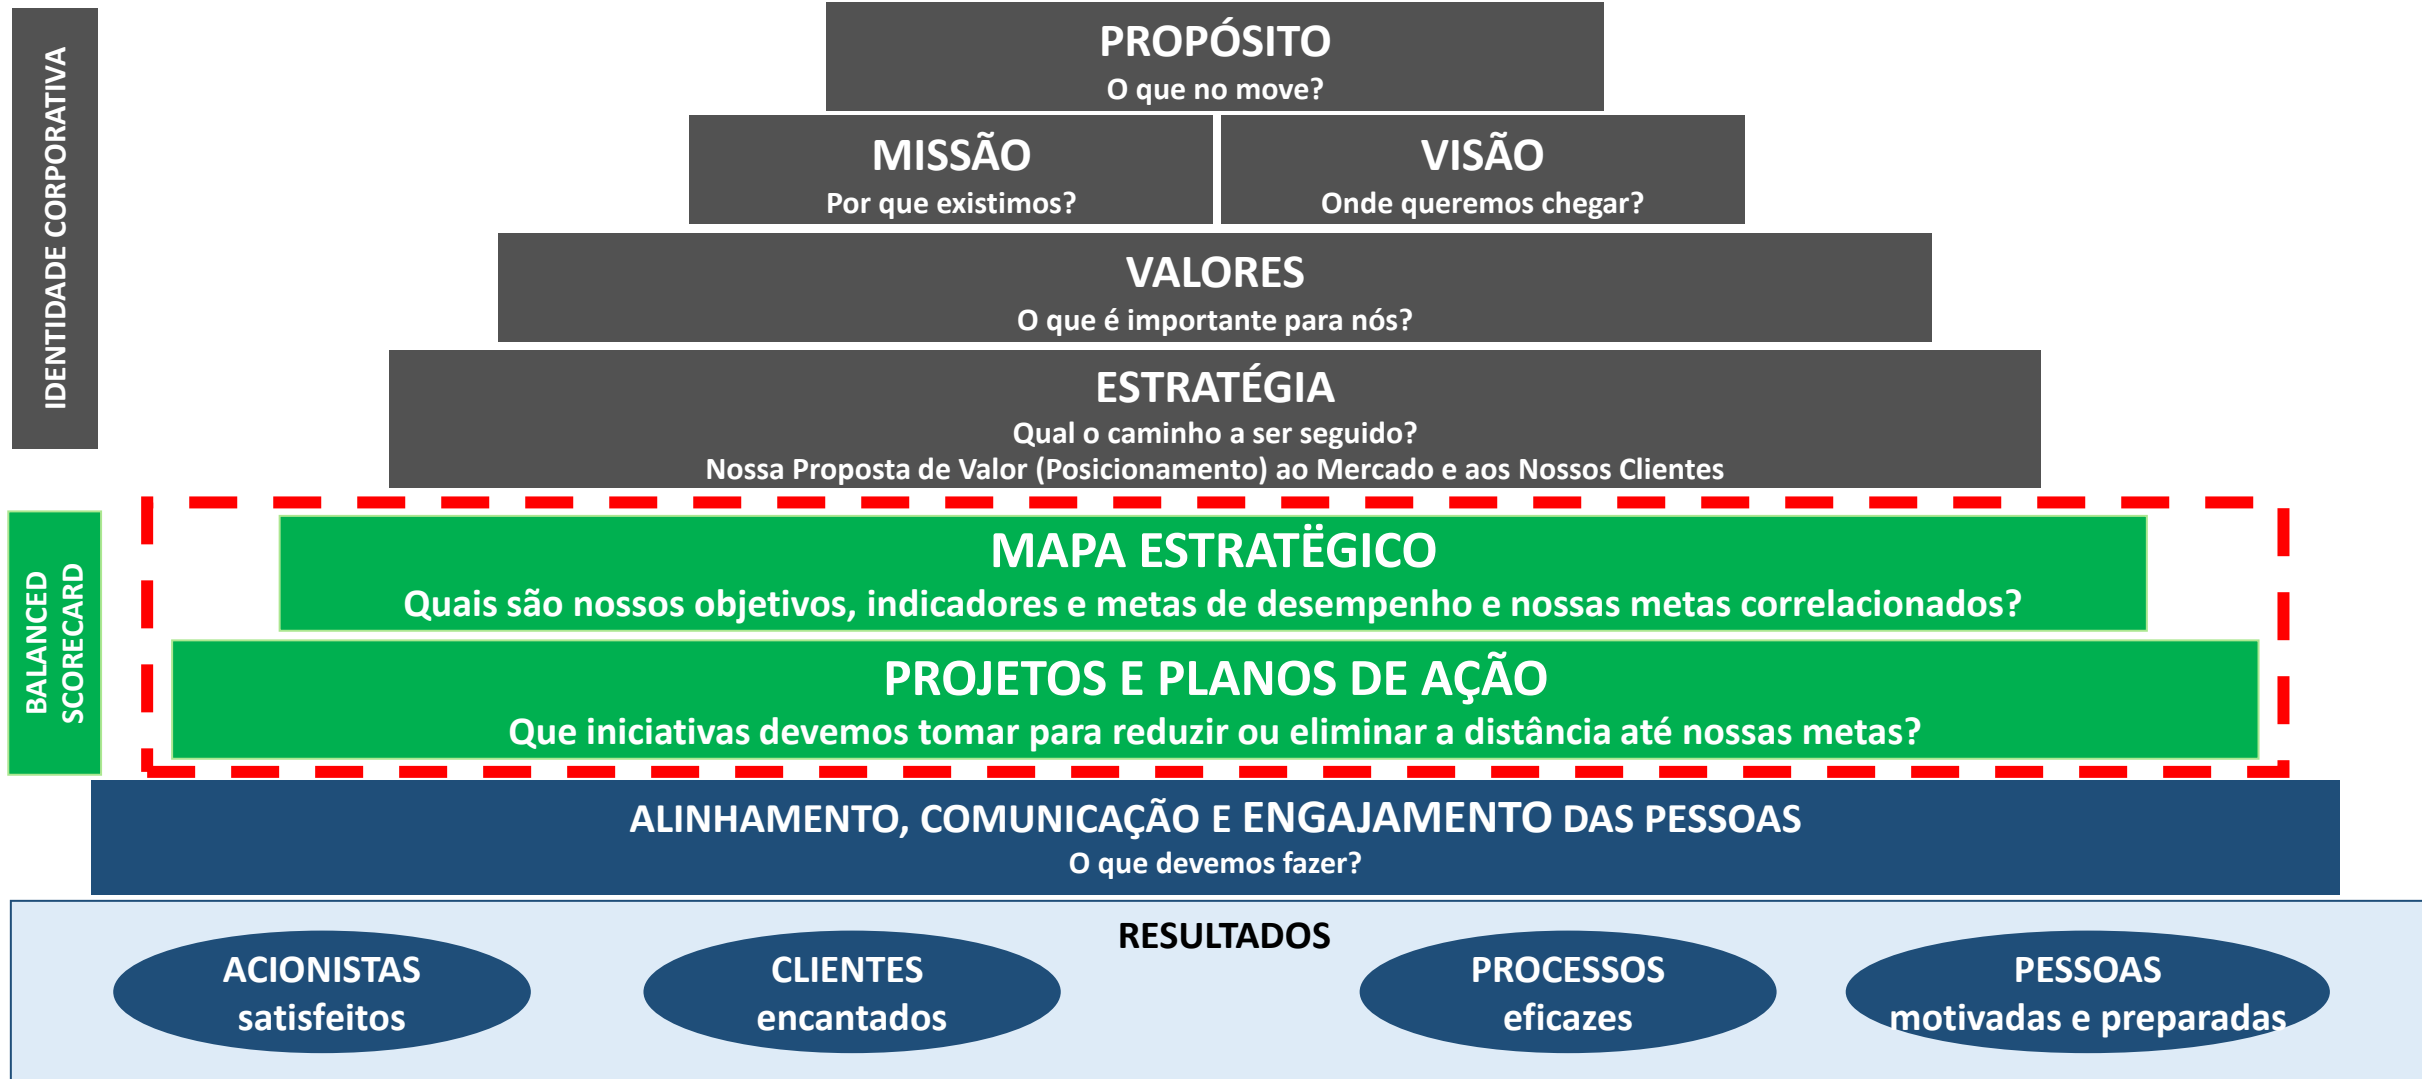 IDENTIDADE CORPORATIVA
PROPÓSITO
O que no move?
MISSÃO
Por que existimos?
VISÃO
Onde queremos chegar?
VALORES
O que é importante para nós?
ESTRATÉGIA
Qual o caminho a ser seguido?
Nossa Proposta de Valor (Posicionamento) ao Mercado e aos Nossos Clientes
BALANCED
SCORECARD
MAPA ESTRATËGICO
Quais são nossos objetivos, indicadores e metas de desempenho e nossas metas correlacionados?
PROJETOS E PLANOS DE AÇÃO
Que iniciativas devemos tomar para reduzir ou eliminar a distância até nossas metas?
ALINHAMENTO, COMUNICAÇÃO E ENGAJAMENTO DAS PESSOAS
O que devemos fazer?
RESULTADOS
ACIONISTAS
satisfeitos
CLIENTES
encantados
PROCESSOS
eficazes
PESSOAS
motivadas e preparadas